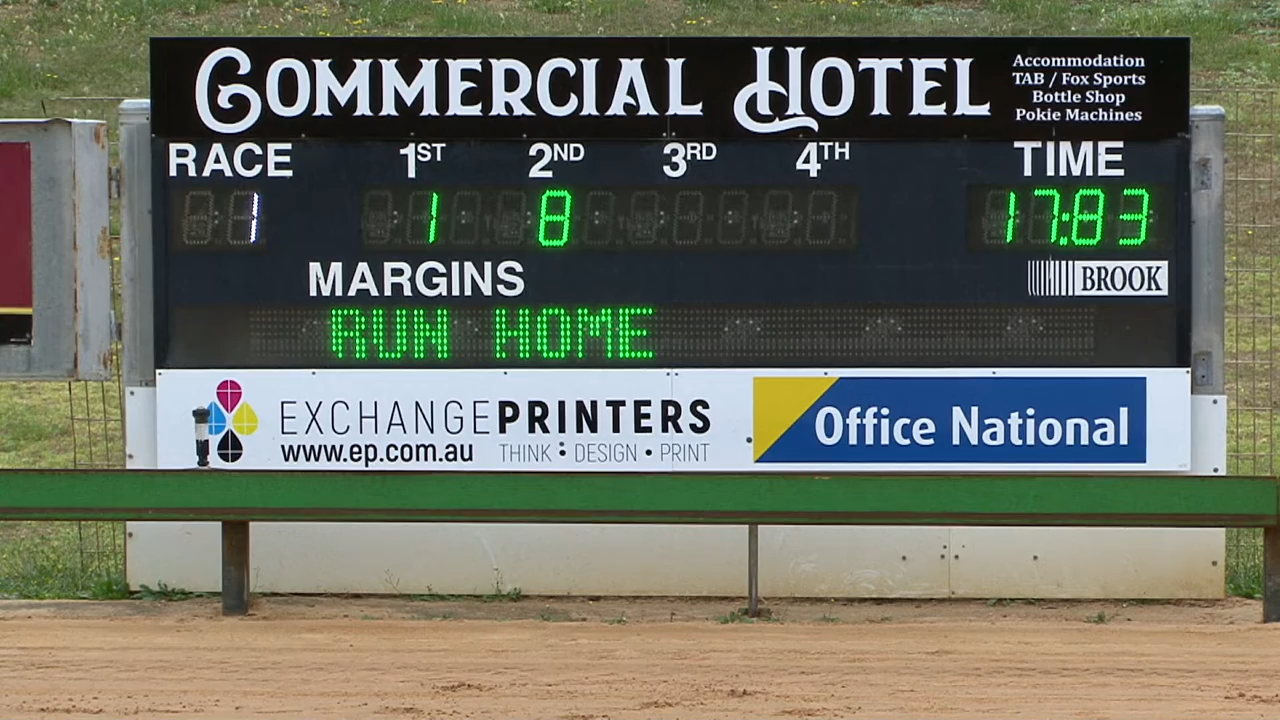 COMMERCIAL HOTEL
Accommodation
TAB / Fox Sports
Bottle Shop
Pokie Machines
RACE 1ST 2ND 3RD 4TH TIME
1 1 8 17:83
MARGINS
BROOK
RUN HOME
EXCHANGEPRINTERS
www.ep.com.au THINK : DESIGN • PRINT
Office National